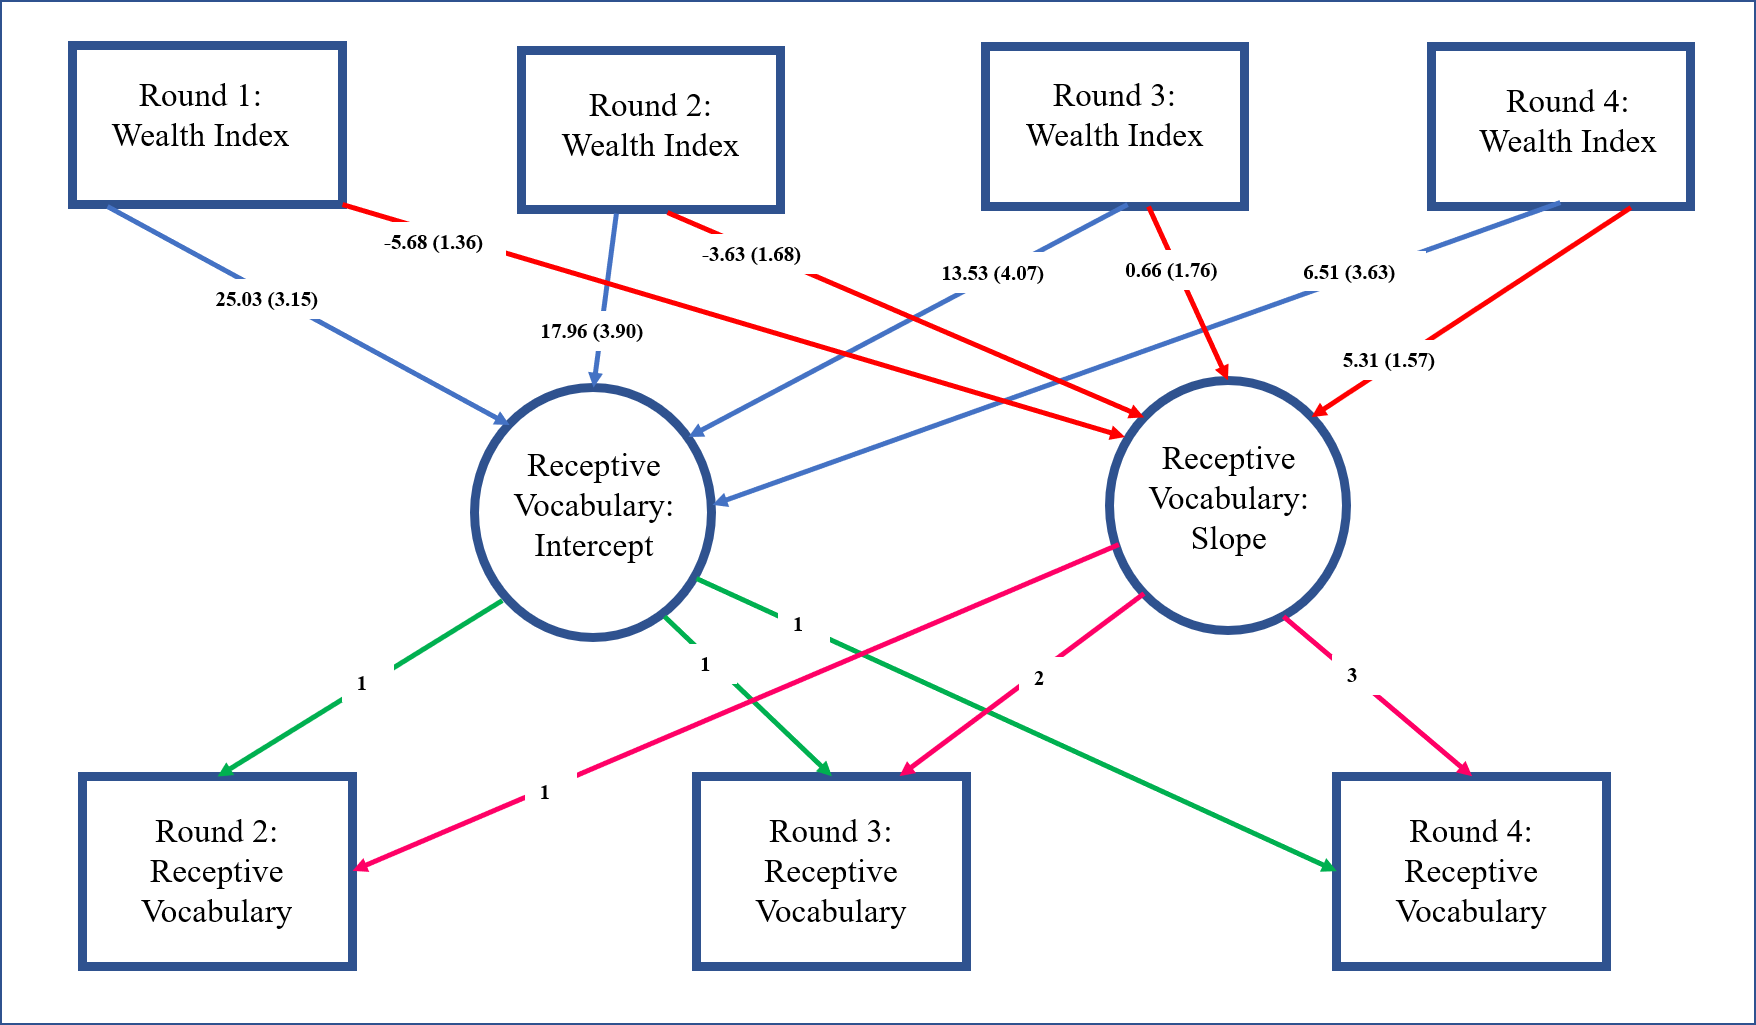 Round 1:
Wealth Index
Round 2:
Wealth Index
Round 3:
Wealth Index
Round 4:
Wealth Index
-5.68 (1.36)
-3.63 (1.68)
13.53 (4.07)
0.66 (1.76)
6.51 (3.63)
25.03 (3.15)
17.96 (3.90)
5.31 (1.57)
Receptive
Vocabulary:
Intercept
Receptive
Vocabulary:
Slope
1
1
1
2
3
1
Round 2:
Receptive
Vocabulary
Round 3:
Receptive
Vocabulary
Round 4:
Receptive
Vocabulary